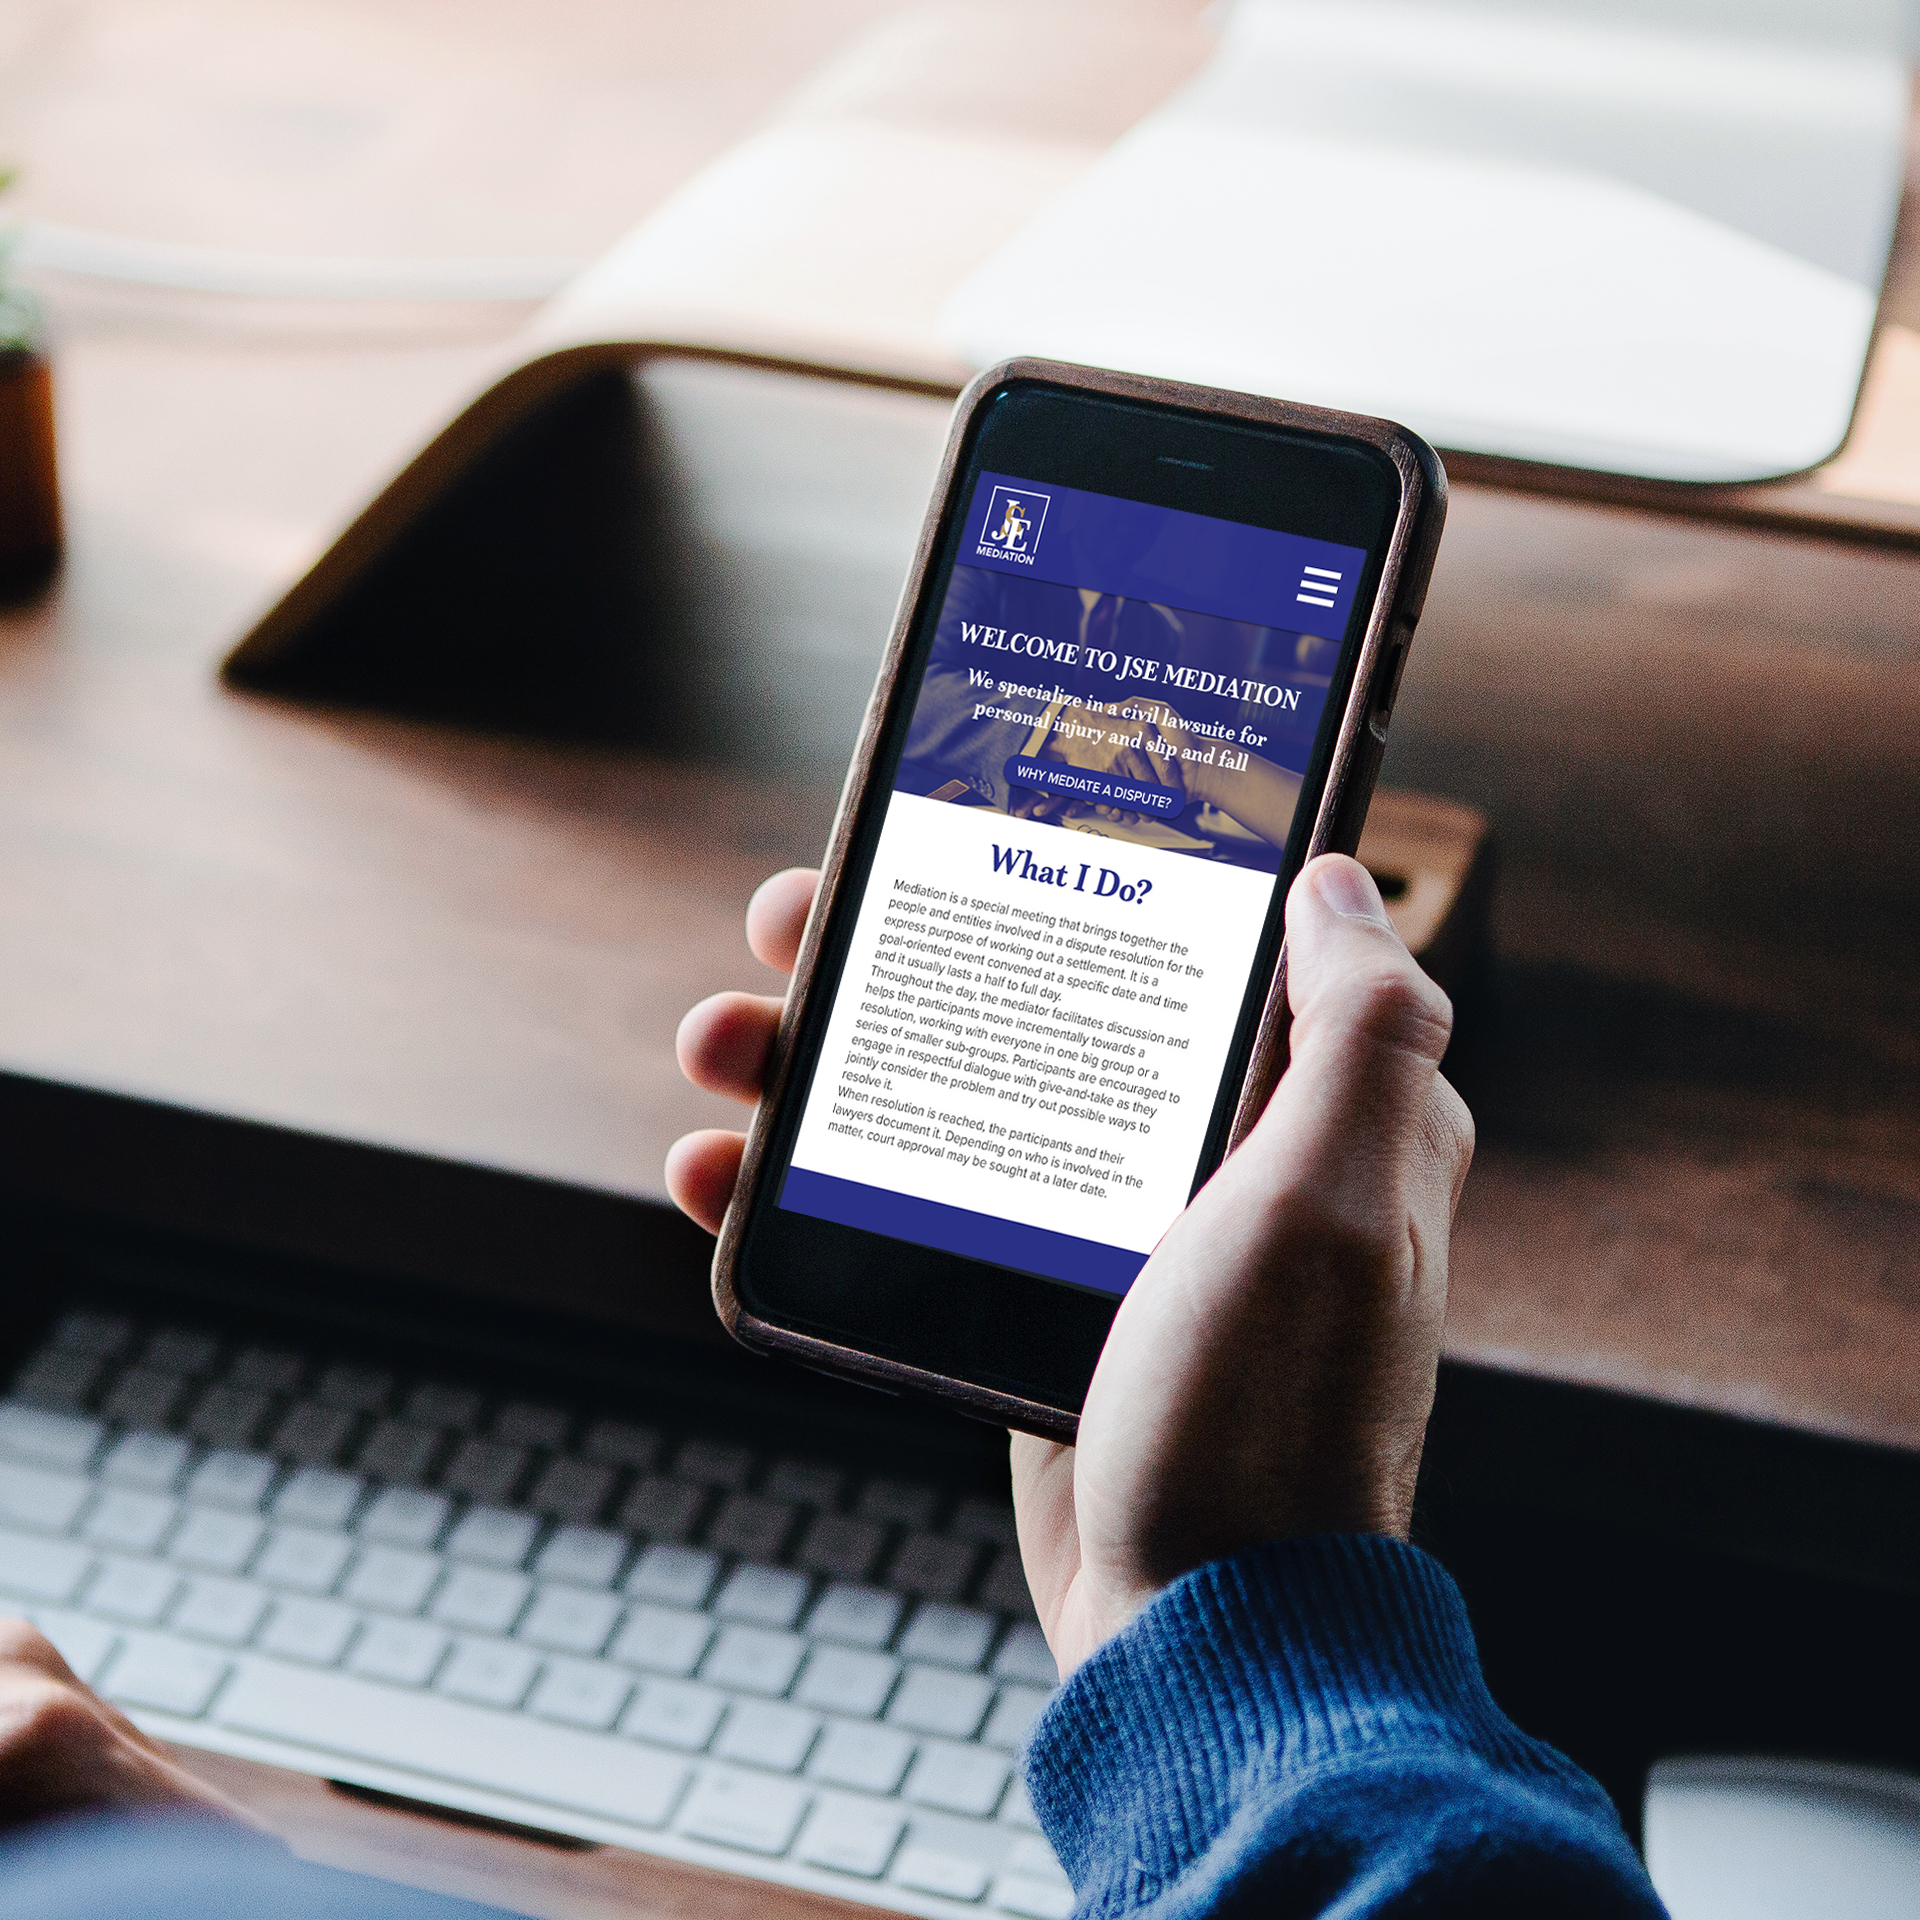 JSE
MEDIATION
WELCOME TO JSE MEDIATION
We specialize in a civil lawsuite for
personal injury and slip and fall
WHY MEDIATE A DISPUTE?
What I Do?
Mediation is a special meeting that brings together the
people and entities involved in a dispute resolution for the
express purpose of working out a settlement. It is a
goal-oriented event convened at a specific date and time
and it usually lasts a half to full day.
Throughout the day, the mediator facilitates discussion and
helps the participants move incrementally towards a
resolution, working with everyone in one big group or a
series of smaller sub-groups. Participants are encouraged to
engage in respectful dialogue with give-and-take as they
jointly consider the problem and try out possible ways to
resolve it.
When resolution is reached, the participants and their
lawyers document it. Depending on who is involved in the
matter, court approval may be sought at a later date.